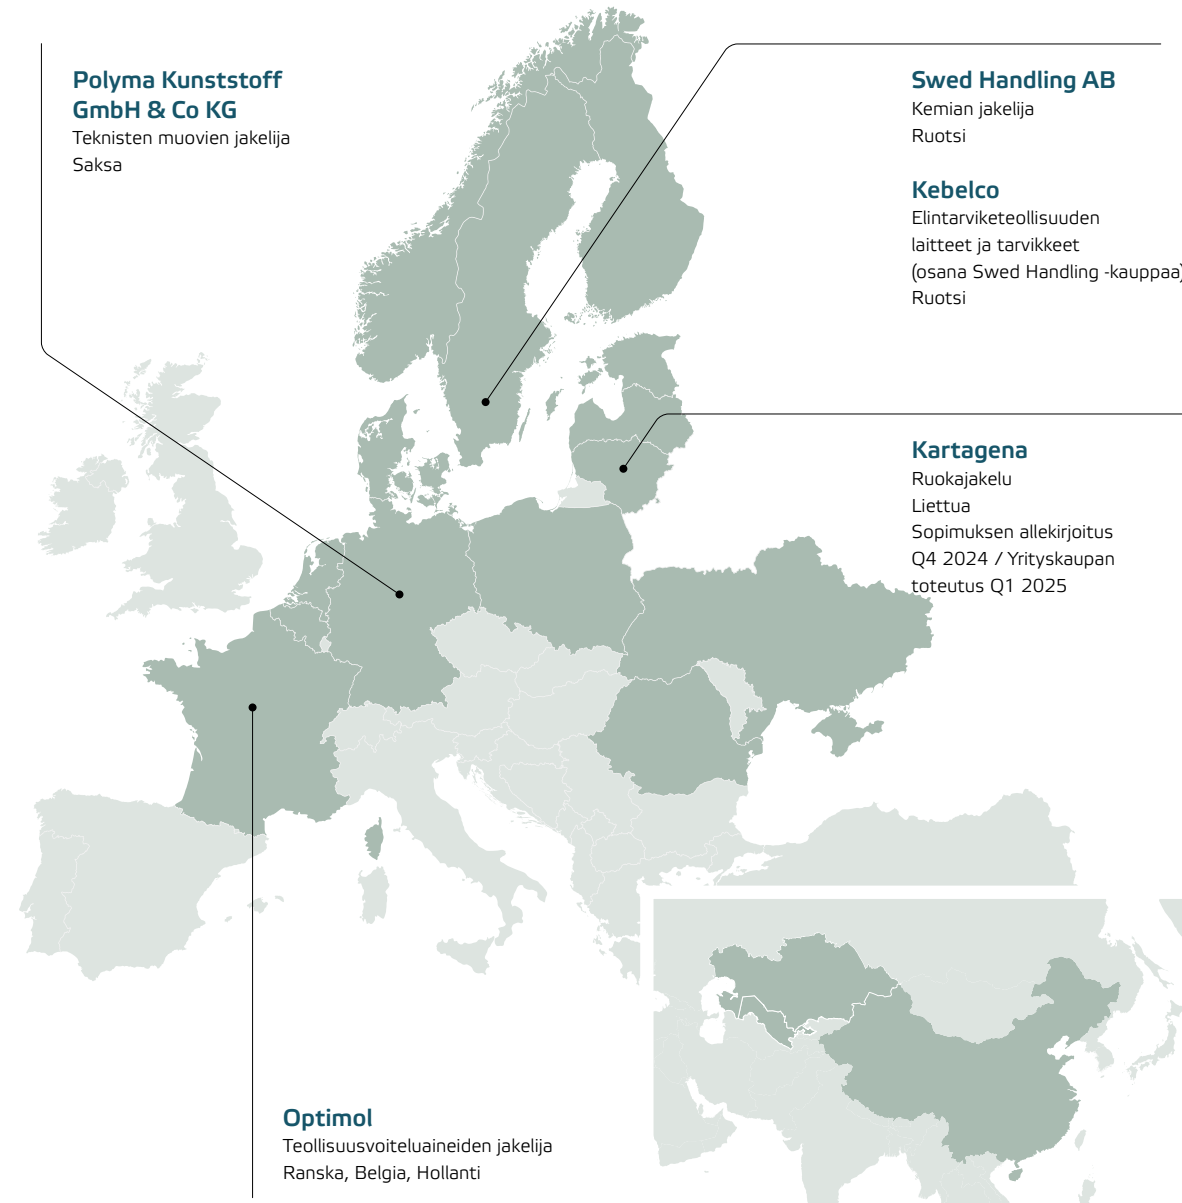 Polyma Kunststoff
GmbH & Co KG
Teknisten muovien jakelija
Saksa
Swed Handling AB
Kemian jakelija
Ruotsi
Kebelco
Elintarviketeollisuuden
laitteet ja tarvikkeet
(osana Swed Handling -kauppaa)
Ruotsi
Kartagena
Ruokajakelu
Liettua
Sopimuksen allekirjoitus
Q4 2024 / Yrityskaupan
toteutus Q1 2025
Optimol
Teollisuusvoiteluaineiden jakelija
Ranska, Belgia, Hollanti